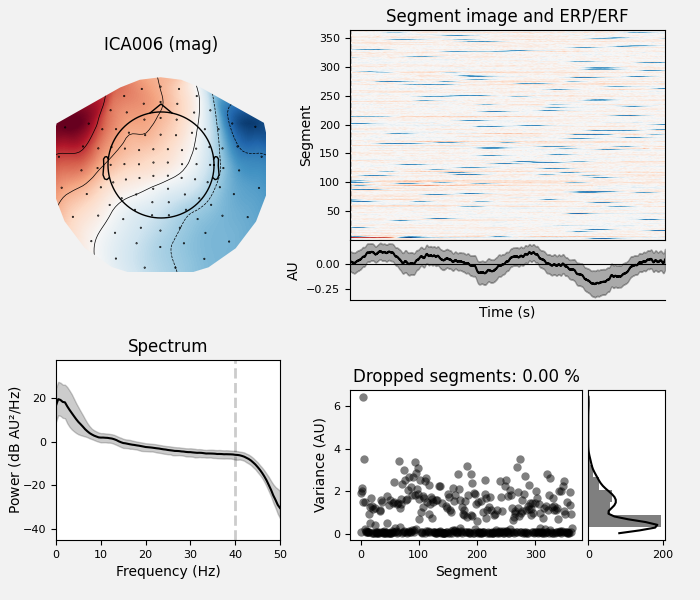 ICA006 (mag)
Segment image and ERP/ERF
Segment
350
300
250
200
150
100
50
AU
0.00
−0.25
Time (s)
Spectrum
Power (dB AU²/Hz)
20
0
−20
−40
0 10 20 30 40 50
Frequency (Hz)
Dropped segments: 0.00 %
Variance (AU)
6
4
2
0
0 100 200 300
Segment
0 200